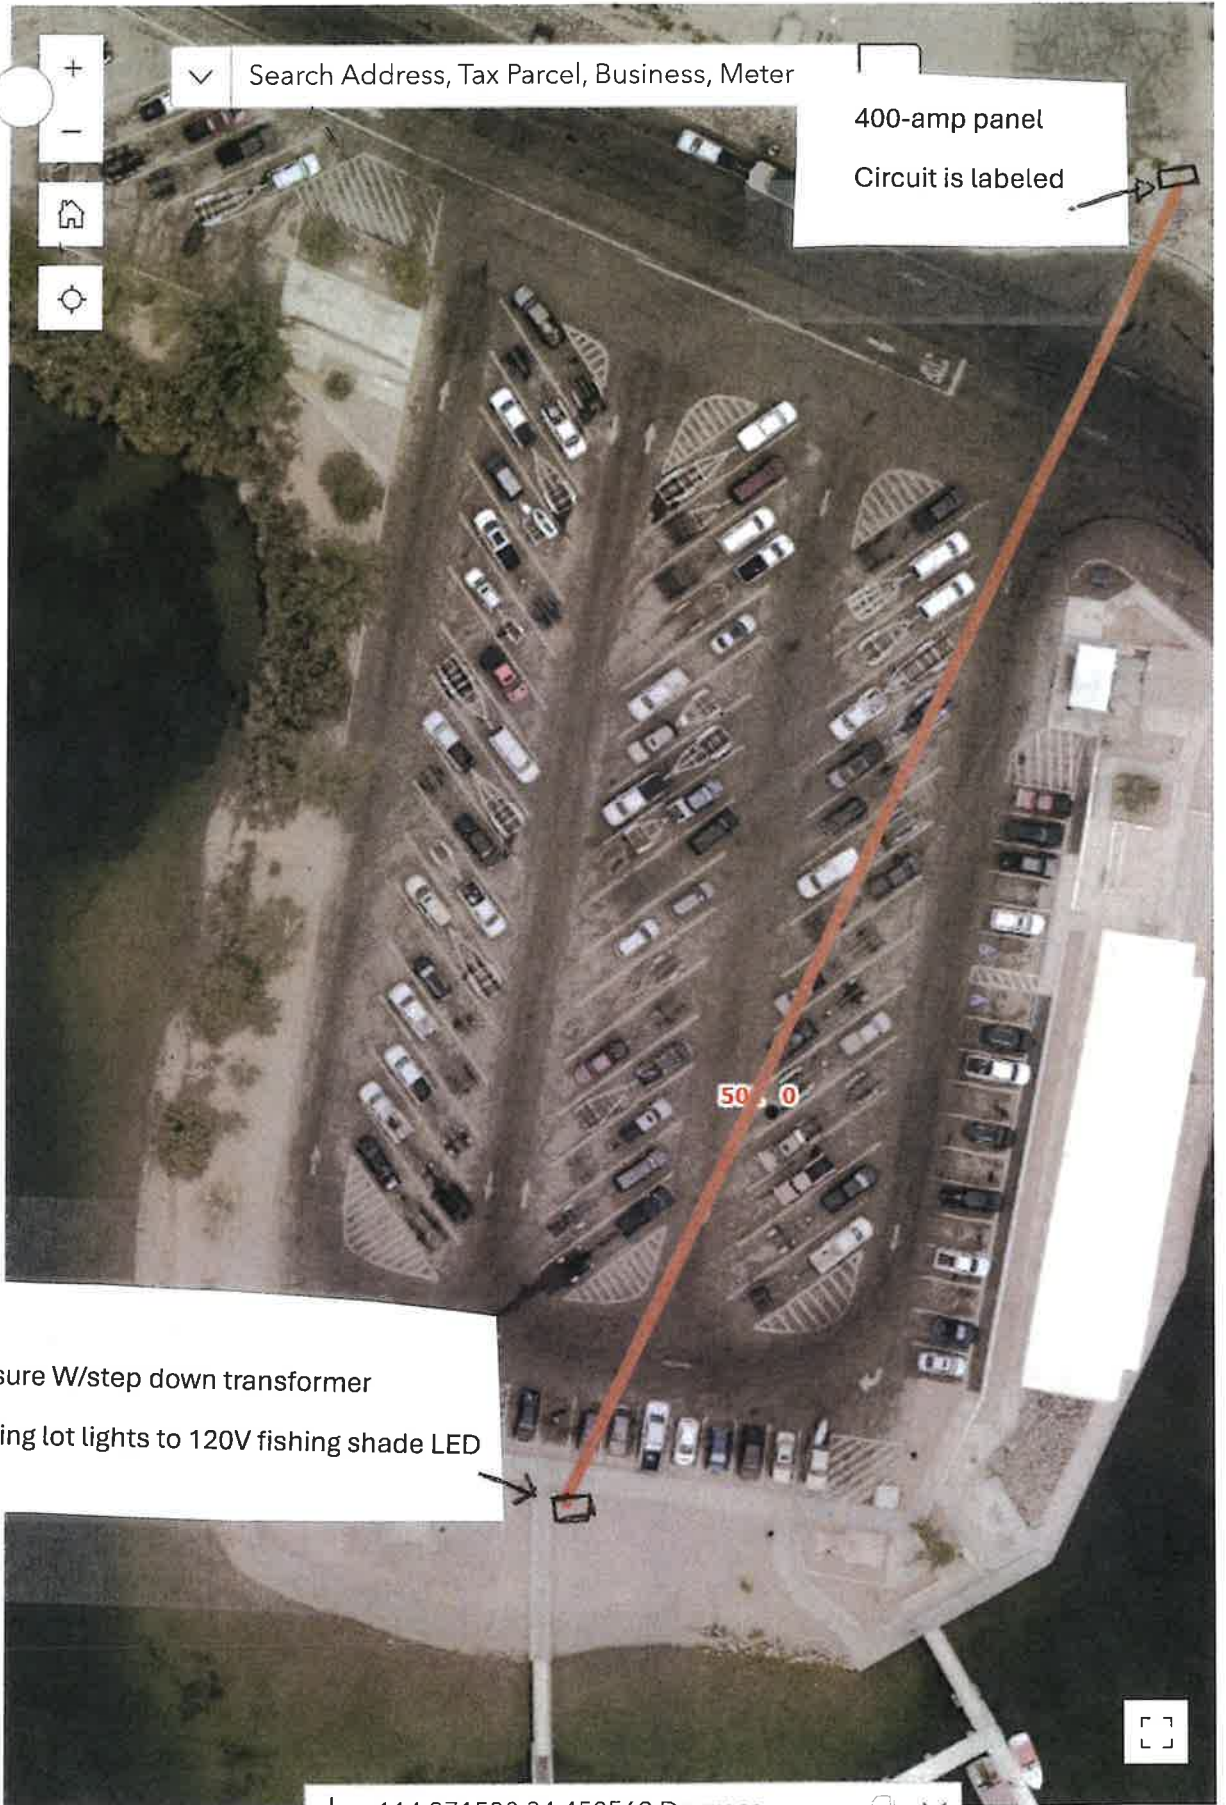 Search Address, Tax Parcel, Business, Meter
400-amp panel
Circuit is labeled
sure W/step down transformer
ing lot lights to 120V fishing shade LED